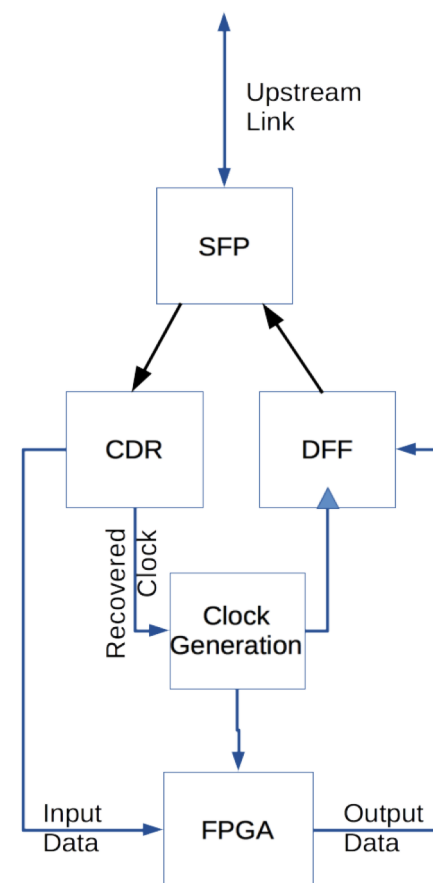 Upstream
Link
SFP
CDR
DFF
Recovered
Clock
Clock
Generation
Input
Data
FPGA
Output
Data